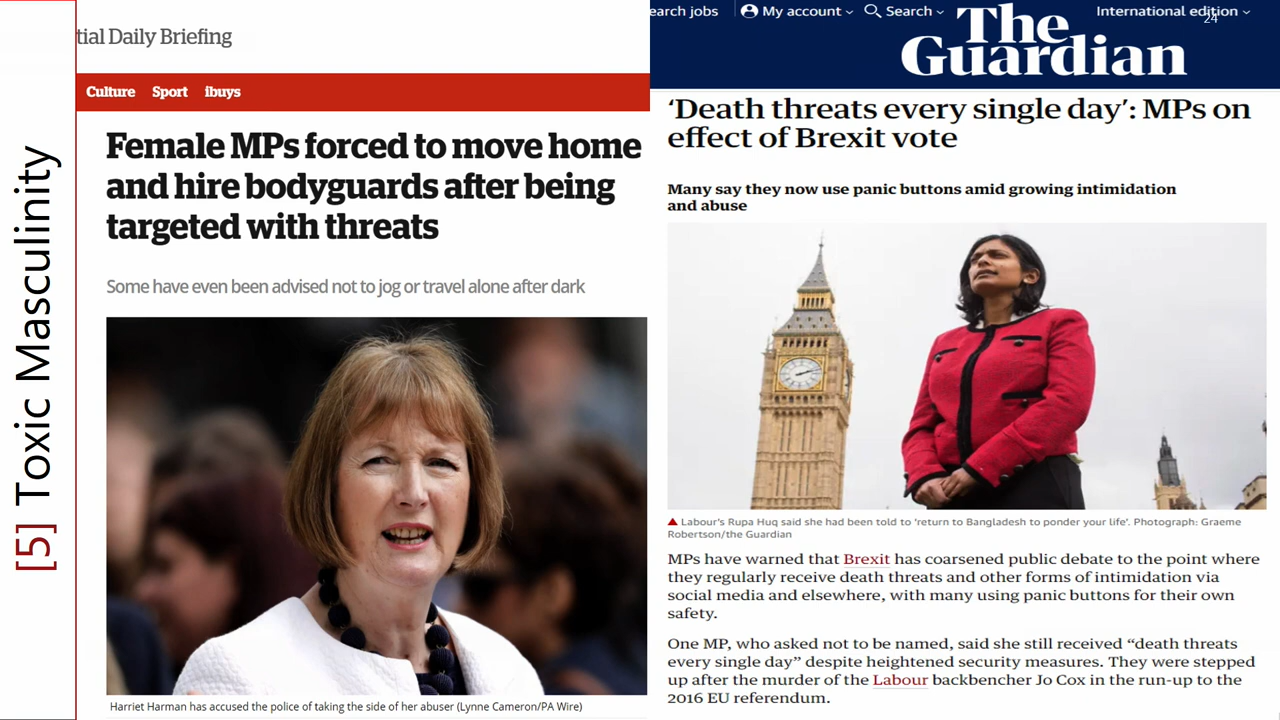 [5] Toxic Masculinity
tial Daily Briefing
Culture Sport ibuys
Female MPs forced to move home
and hire bodyguards after being
targeted with threats
Some have even been advised not to jog or travel alone after dark
Harriet Harman has accused the police of taking the side of her abuser (Lynne Cameron/PA Wire)
earch jobs My account Search International edition
24
The
Guardian
‘Death threats every single day’: MPs on
effect of Brexit vote
Many say they now use panic buttons amid growing intimidation
and abuse
Labour's Rupa Huq said she had been told to ‘return to Bangladesh to ponder your life’. Photograph: Graeme
Robertson/the Guardian
MPs have warned that Brexit has coarsened public debate to the point where
they regularly receive death threats and other forms of intimidation via
social media and elsewhere, with many using panic buttons for their own
safety.
One MP, who asked not to be named, said she still received “death threats
every single day” despite heightened security measures. They were stepped
up after the murder of the Labour backbencher Jo Cox in the run-up to the
2016 EU referendum.